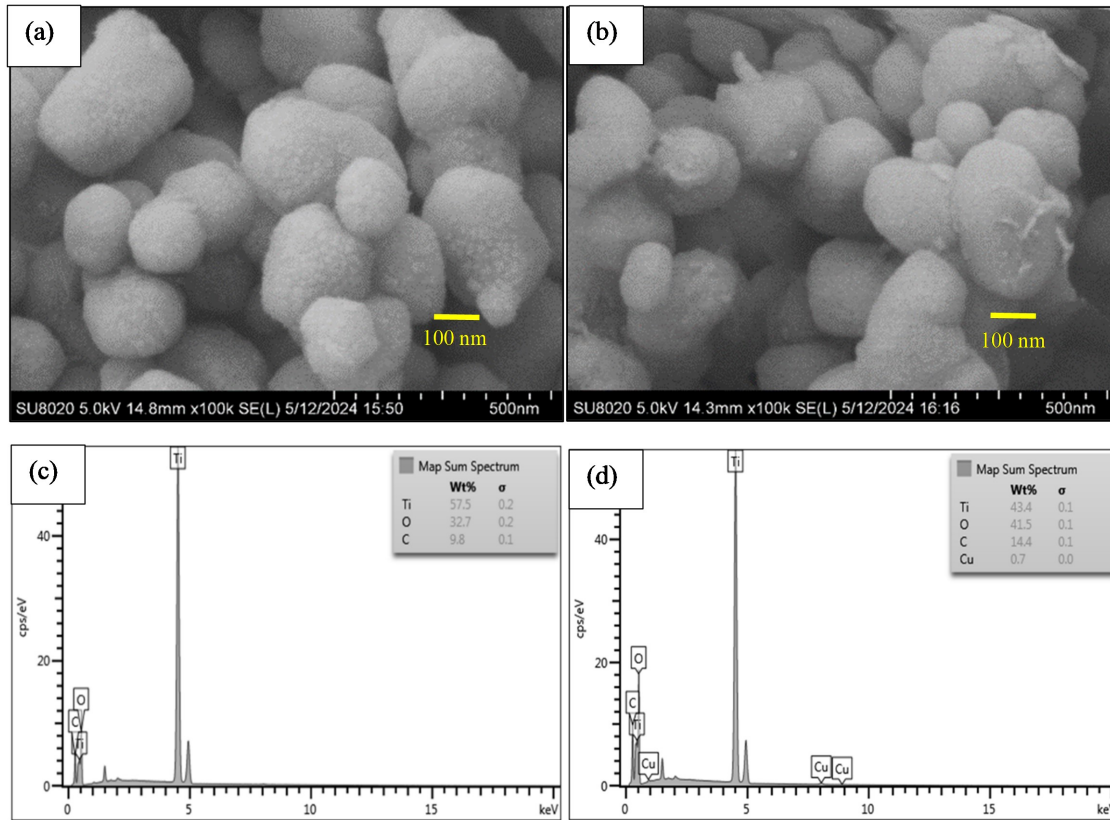 (a)
100 nm
SU8020 5.0kV 14.8mm x100k SE(L) 5/12/2024 15:50
500nm
(b)
100 nm
SU8020 5.0kV 14.3mm x100k SE(L) 5/12/2024 16:16
500nm
(c)
Ti
Map Sum Spectrum
Wt% σ
Ti 57.5 0.2
O 32.7 0.2
C 9.8 0.1
40
cps/eV
20
O
C
Ti
0
0 5 10 15 keV
(d)
Ti
Map Sum Spectrum
Wt% σ
Ti 43.4 0.1
O 41.5 0.1
C 14.4 0.1
Cu 0.7 0.0
40
cps/eV
20
O
C
Ti
Cu
Cu Cu
0
0 5 10 15 keV